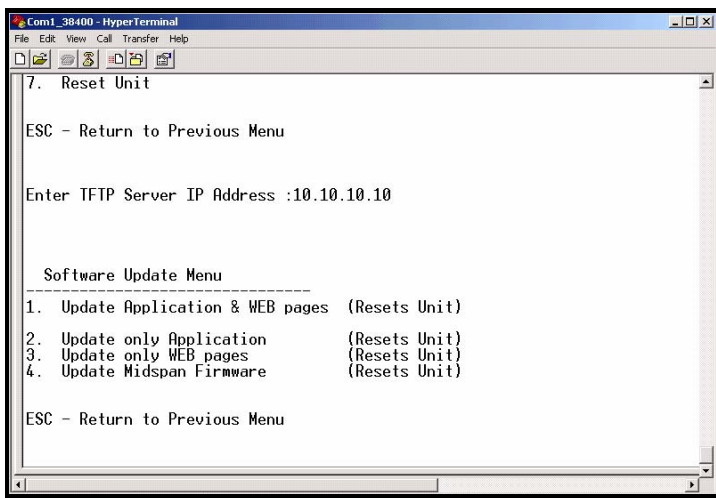 Com1_38400 - HyperTerminal
File Edit View Call Transfer Help
7. Reset Unit
ESC - Return to Previous Menu
Enter TFTP Server IP Address :10.10.10.10
Software Update Menu
--------------------------------
1. Update Application & WEB pages (Resets Unit)
2. Update only Application (Resets Unit)
3. Update only WEB pages (Resets Unit)
4. Update Midspan Firmware (Resets Unit)
ESC - Return to Previous Menu